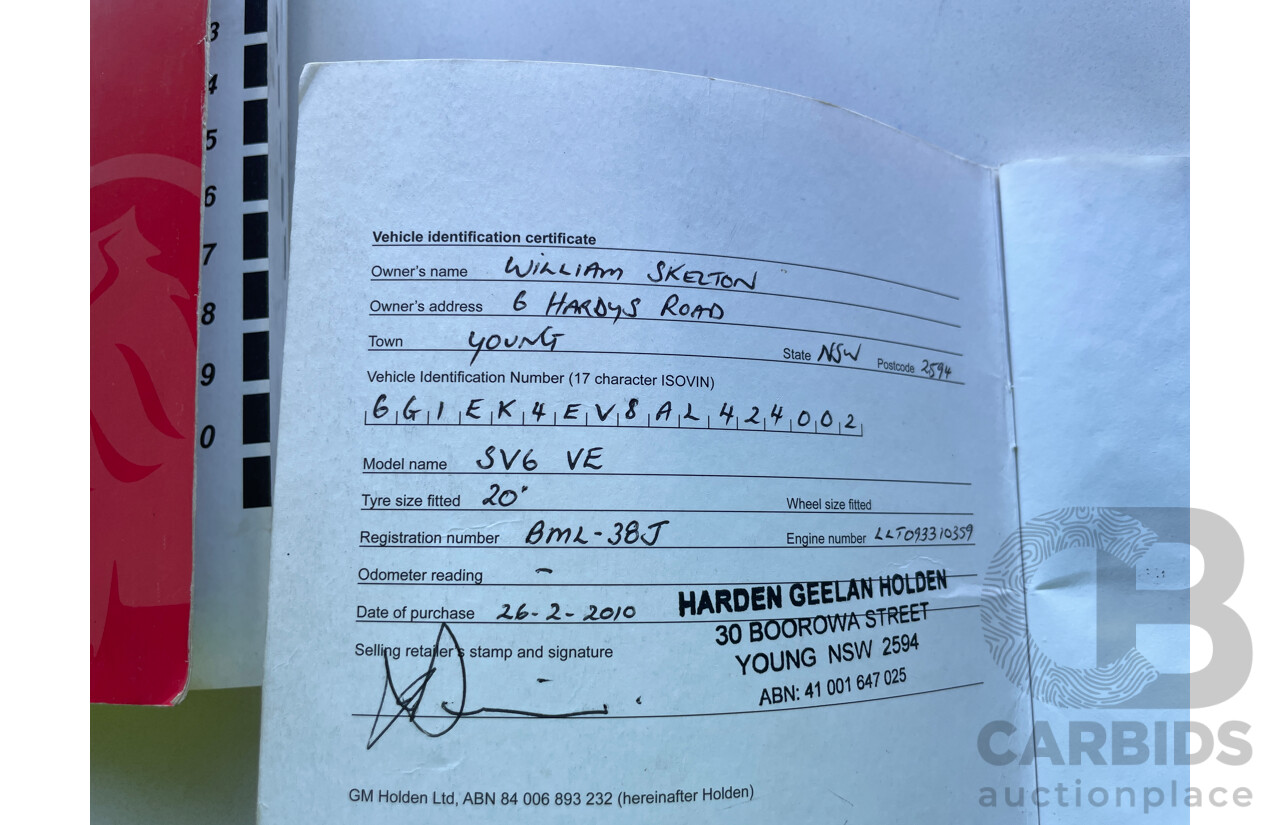 3
4
5
6
7
8
9
0
Vehicle identification certificate
Owner's name WILLIAM SKELTON
Owner's address 6 HARDYS ROAD
Town YOUNG State NSW Postcode 2594
Vehicle Identification Number (17 character ISOVIN)
6G1EK4EV8AL424002
Model name SV6 VE
Tyre size fitted 20" Wheel size fitted
Registration number BML-38J Engine number LLT093310359
Odometer reading -
Date of purchase 26-2-2010
Selling retailer's stamp and signature
HARDEN GEELAN HOLDEN
30 BOOROWA STREET
YOUNG NSW 2594
ABN: 41 001 647 025
GM Holden Ltd, ABN 84 006 893 232 (hereinafter Holden)
CB
CARBIDS
auctionplace